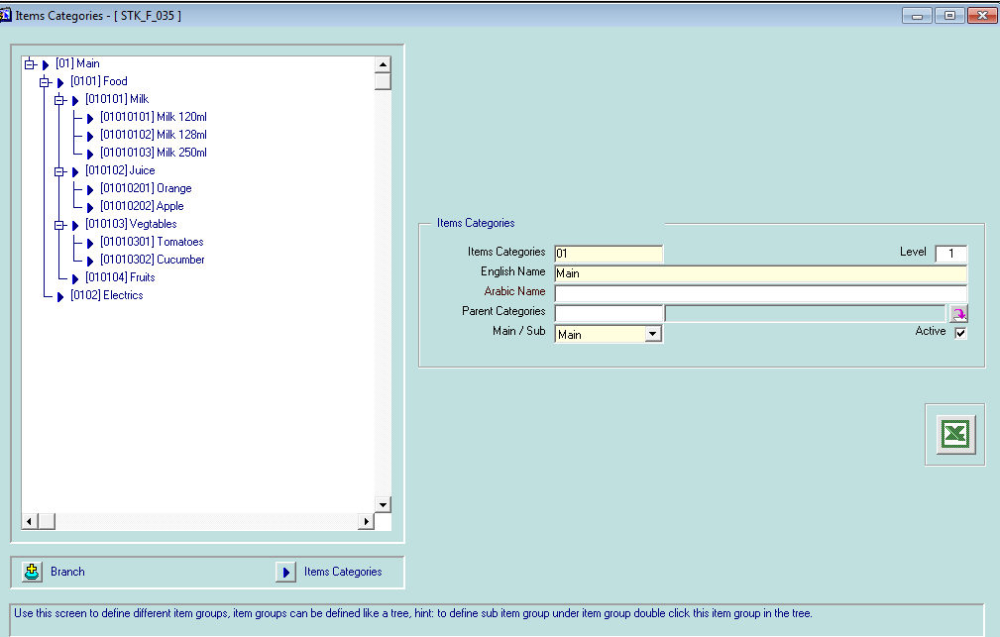 Items Categories - [ STK_F_035 ]
[01] Main
[0101] Food
[010101] Milk
[01010101] Milk 120ml
[01010102] Milk 128ml
[01010103] Milk 250ml
[010102] Juice
[01010201] Orange
[01010202] Apple
[010103] Vegtables
[01010301] Tomatoes
[01010302] Cucumber
[010104] Fruits
[0102] Electrics
Items Categories
Items Categories 01 Level 1
English Name Main
Arabic Name
Parent Categories
Main / Sub Main Active
Branch Items Categories
Use this screen to define different item groups, item groups can be defined like a tree, hint: to define sub item group under item group double click this item group in the tree.